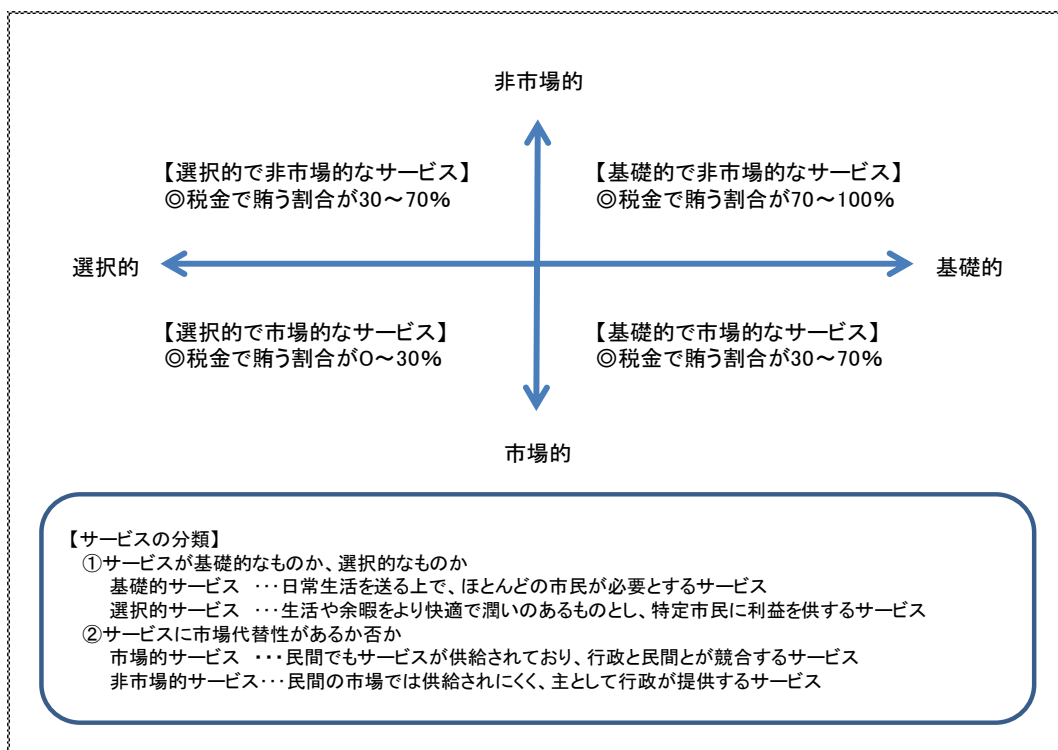 非市場的
【選択的で非市場的なサービス】
◎税金で賄う割合が30～70%
【基礎的で非市場的なサービス】
◎税金で賄う割合が70～100%
選択的
基礎的
【選択的で市場的なサービス】
◎税金で賄う割合が0～30%
【基礎的で市場的なサービス】
◎税金で賄う割合が30～70%
市場的
【サービスの分類】
①サービスが基礎的なものか、選択的なものか
基礎的サービス ･･･日常生活を送る上で、ほとんどの市民が必要とするサービス
選択的サービス ･･･生活や余暇をより快適で潤いのあるものとし、特定市民に利益を供するサービス
②サービスに市場代替性があるか否か
市場的サービス ・・・民間でもサービスが供給されており、行政と民間とが競合するサービス
非市場的サービス･･･民間の市場では供給されにくく、主として行政が提供するサービス